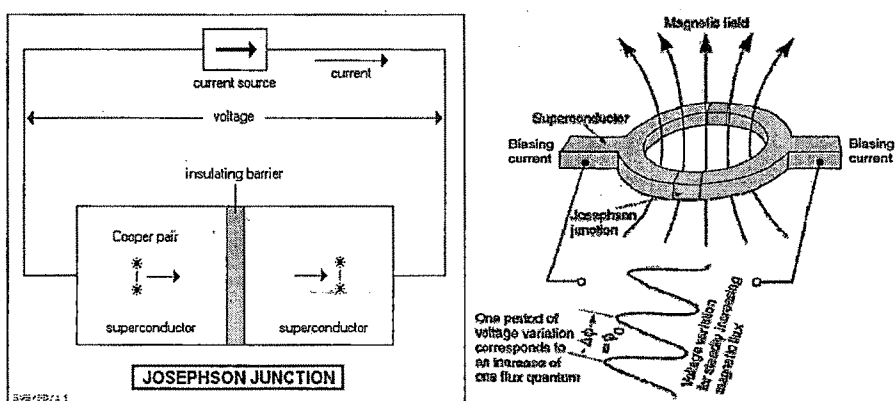 current source
current
voltage
insulating barrier
Cooper pair
superconductor
superconductor
JOSEPHSON JUNCTION
Magnetic field
Superconductor
Biasing
current
Biasing
current
Josephson
junction
One period of
voltage variation
corresponds to
an increase of
one flux quantum
Voltage variation
for steadily increased
magnetic flux